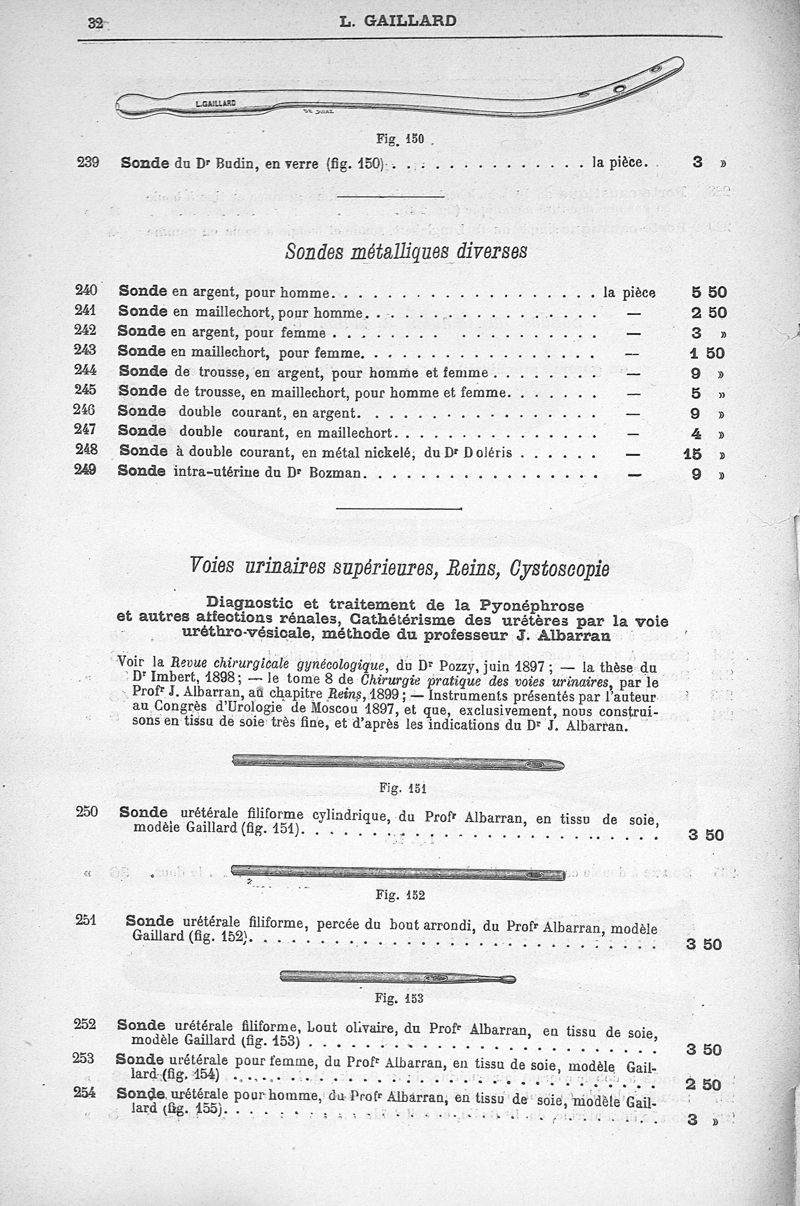 32
L. GAILLARD
L.GAILLARD
Fig. 150
239 Sonde du Dr Budin, en verre (fig. 150) . . . . . . . . . . . . . . . la pièce. 3 »
Sondes métalliques diverses
240 Sonde en argent, pour homme. . . . . . . . . . . . . . . . . . . la pièce 5 50
241 Sonde en maillechort, pour homme. . . . . . . . . . . . . . . . . — 2 50
242 Sonde en argent, pour femme . . . . . . . . . . . . . . . . . . . — 3 »
243 Sonde en maillechort, pour femme. . . . . . . . . . . . . . . . . — 1 50
244 Sonde de trousse, en argent, pour homme et femme . . . . . . . . — 9 »
245 Sonde de trousse, en maillechort, pour homme et femme. . . . . . . — 5 »
246 Sonde double courant, en argent. . . . . . . . . . . . . . . . . . — 9 »
247 Sonde double courant, en maillechort. . . . . . . . . . . . . . . — 4 »
248 Sonde à double courant, en métal nickelé, du Dr Doléris . . . . . . — 15 »
249 Sonde intra-utérine du Dr Bozman. . . . . . . . . . . . . . . . . — 9 »
Voies urinaires supérieures, Reins, Cystoscopie
Diagnostic et traitement de la Pyonéphrose
et autres affections rénales, Cathétérisme des urétères par la voie
uréthro-vésicale, méthode du professeur J. Albarran
Voir la Revue chirurgicale gynécologique, du Dr Pozzy, juin 1897 ; — la thèse du
Dr Imbert, 1898 ; — le tome 8 de Chirurgie pratique des voies urinaires, par le
Profr J. Albarran, au chapitre Reins, 1899 ; — Instruments présentés par l'auteur
au Congrès d'Urologie de Moscou 1897, et que, exclusivement, nous construi-
sons en tissu de soie très fine, et d'après les indications du Dr J. Albarran.
Fig. 151
250 Sonde urétérale filiforme cylindrique, du Profr Albarran, en tissu de soie,
modèle Gaillard (fig. 151). . . . . . . . . . . . . . . . . . . . . . . . 3 50
Fig. 152
251 Sonde urétérale filiforme, percée du bout arrondi, du Profr Albarran, modèle
Gaillard (fig. 152). . . . . . . . . . . . . . . . . . . . . . . . . . . . 3 50
Fig. 153
252 Sonde urétérale filiforme, bout olivaire, du Profr Albarran, en tissu de soie,
modèle Gaillard (fig. 153) . . . . . . . . . . . . . . . . . . . . . . . . 3 50
253 Sonde urétérale pour femme, du Profr Albarran, en tissu de soie, modèle Gail-
lard (fig. 154) . . . . . . . . . . . . . . . . . . . . . . . . . . . . . . 2 50
254 Sonde urétérale pour homme, du Profr Albarran, en tissu de soie, modèle Gail-
lard (fig. 155). . . . . . . . . . . . . . . . . . . . . . . . . . . . . . 3 »